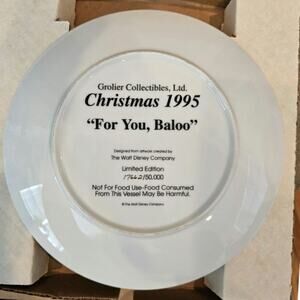 Grolier Collectibles, Ltd.
Christmas 1995
“For You, Baloo”
Designed from artwork created by
The Walt Disney Company
Limited Edition
17662/50,000
Not For Food Use-Food Consumed
From This Vessel May Be Harmful.
© The Walt Disney Company